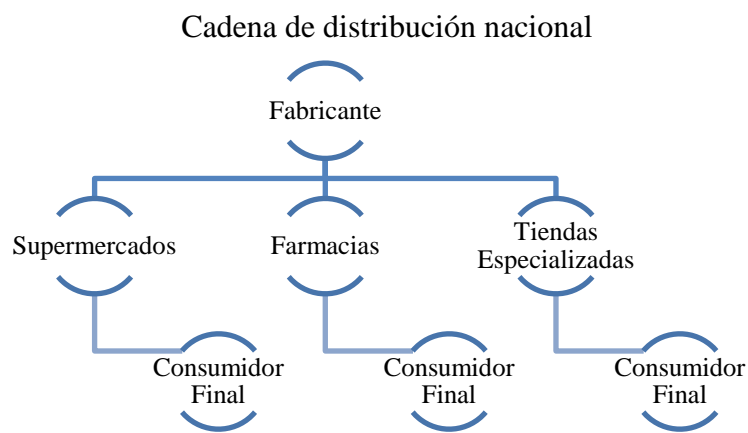 Cadena de distribución nacional
Fabricante
Supermercados
Farmacias
Tiendas
Especializadas
Consumidor
Final
Consumidor
Final
Consumidor
Final